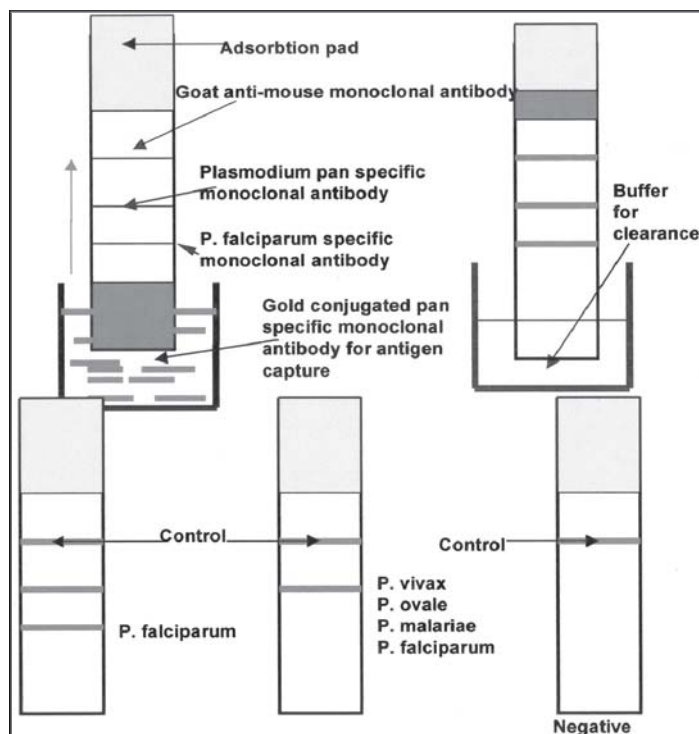 Adsorbtion pad
Goat anti-mouse monoclonal antibody
Plasmodium pan specific
monoclonal antibody
P. falciparum specific
monoclonal antibody
Gold conjugated pan
specific monoclonal
antibody for antigen
capture
Buffer
for
clearance
Control
P. falciparum
P. vivax
P. ovale
P. malariae
P. falciparum
Control
Negative